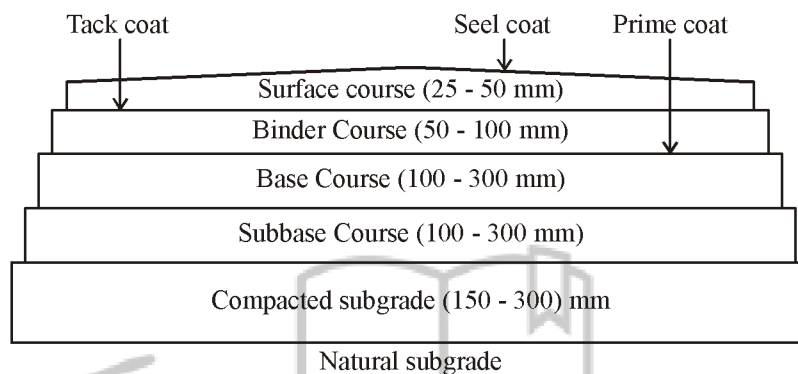 Tack coat Seel coat Prime coat
Surface course (25 - 50 mm)
Binder Course (50 - 100 mm)
Base Course (100 - 300 mm)
Subbase Course (100 - 300 mm)
Compacted subgrade (150 - 300) mm
Natural subgrade